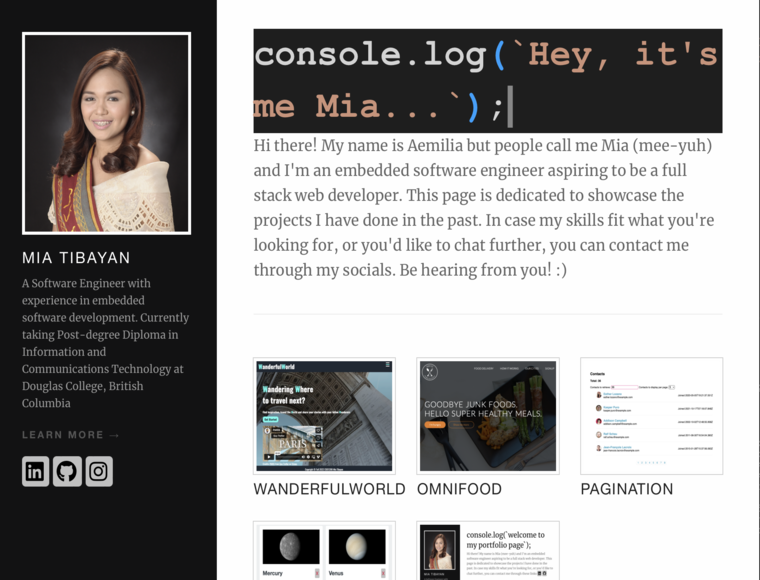 MIA TIBAYAN
A Software Engineer with
experience in embedded
software development. Currently
taking Post-degree Diploma in
Information and
Communications Technology at
Douglas College, British
Columbia
LEARN MORE →
console.log(`Hey, it's
me Mia...`);
Hi there! My name is Aemilia but people call me Mia (mee-yuh)
and I'm an embedded software engineer aspiring to be a full
stack web developer. This page is dedicated to showcase the
projects I have done in the past. In case my skills fit what you're
looking for, or you'd like to chat further, you can contact me
through my socials. Be hearing from you! :)
WanderfulWorld
Wandering Where
to travel next?
PARIS
WANDERFULWORLD
GOODBYE JUNK FOODS.
HELLO SUPER HEALTHY MEALS.
OMNIFOOD
Contacts
PAGINATION
Mercury
Venus
console.log(`welcome to
my portfolio page`);
MIA TIBAYAN